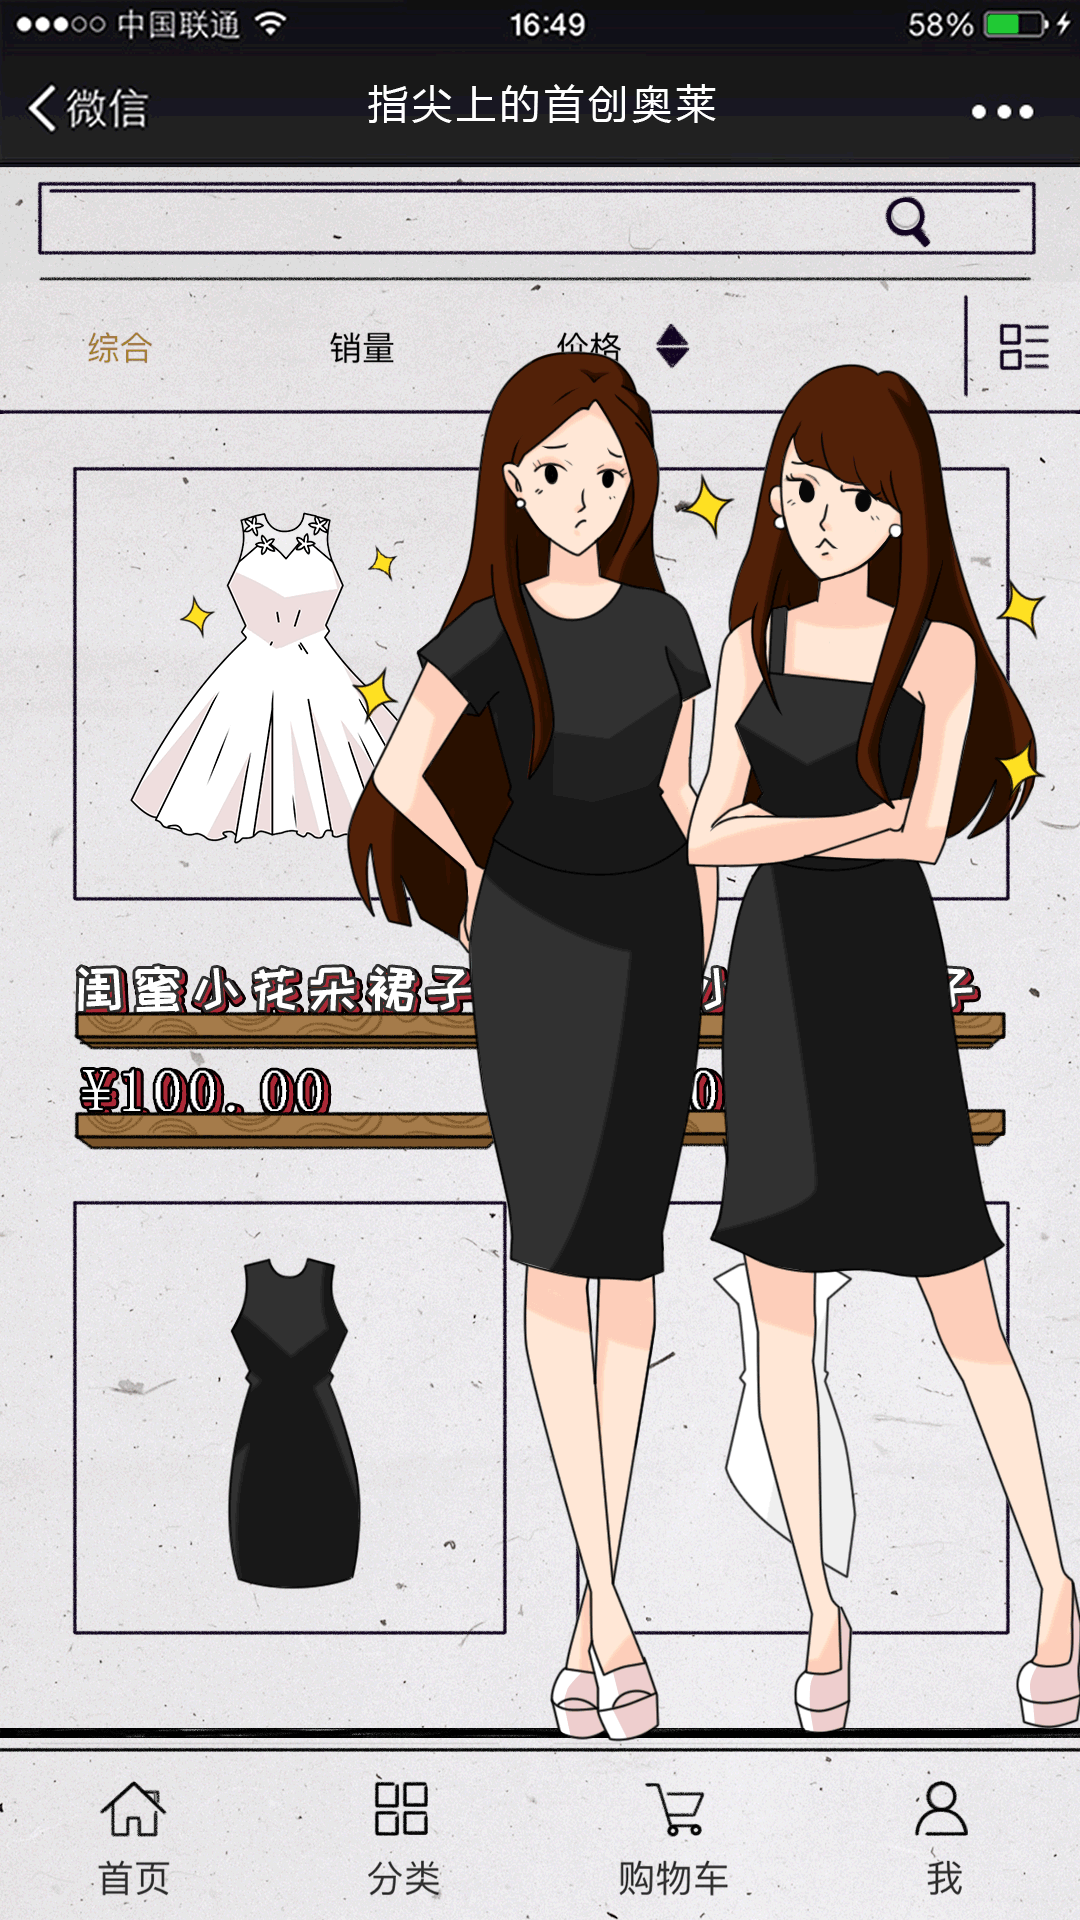 中国联通 16:49 58%
微信 指尖上的首创奥莱
综合 销量 价格
闺蜜小花朵裙子 小 子
¥100.00 0
首页 分类 购物车 我